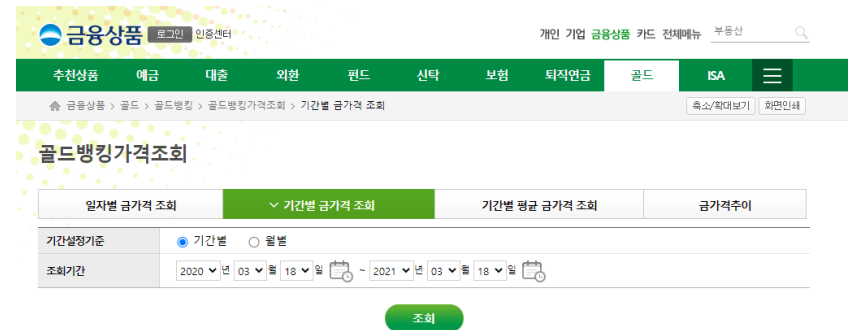 금융상품 로그인 인증센터 개인 기업 금융상품 카드 전체메뉴 부동산
추천상품 예금 대출 외환 펀드 신탁 보험 퇴직연금 골드 ISA
금융상품 > 골드 > 골드뱅킹 > 골드뱅킹가격조회 > 기간별 금가격 조회 축소/확대보기 화면인쇄
골드뱅킹가격조회
일자별 금가격 조회 기간별 금가격 조회 기간별 평균 금가격 조회 금가격추이
기간설정기준 기간별 월별
조회기간 2020 년 03 월 18 일 ~ 2021 년 03 월 18 일
조회